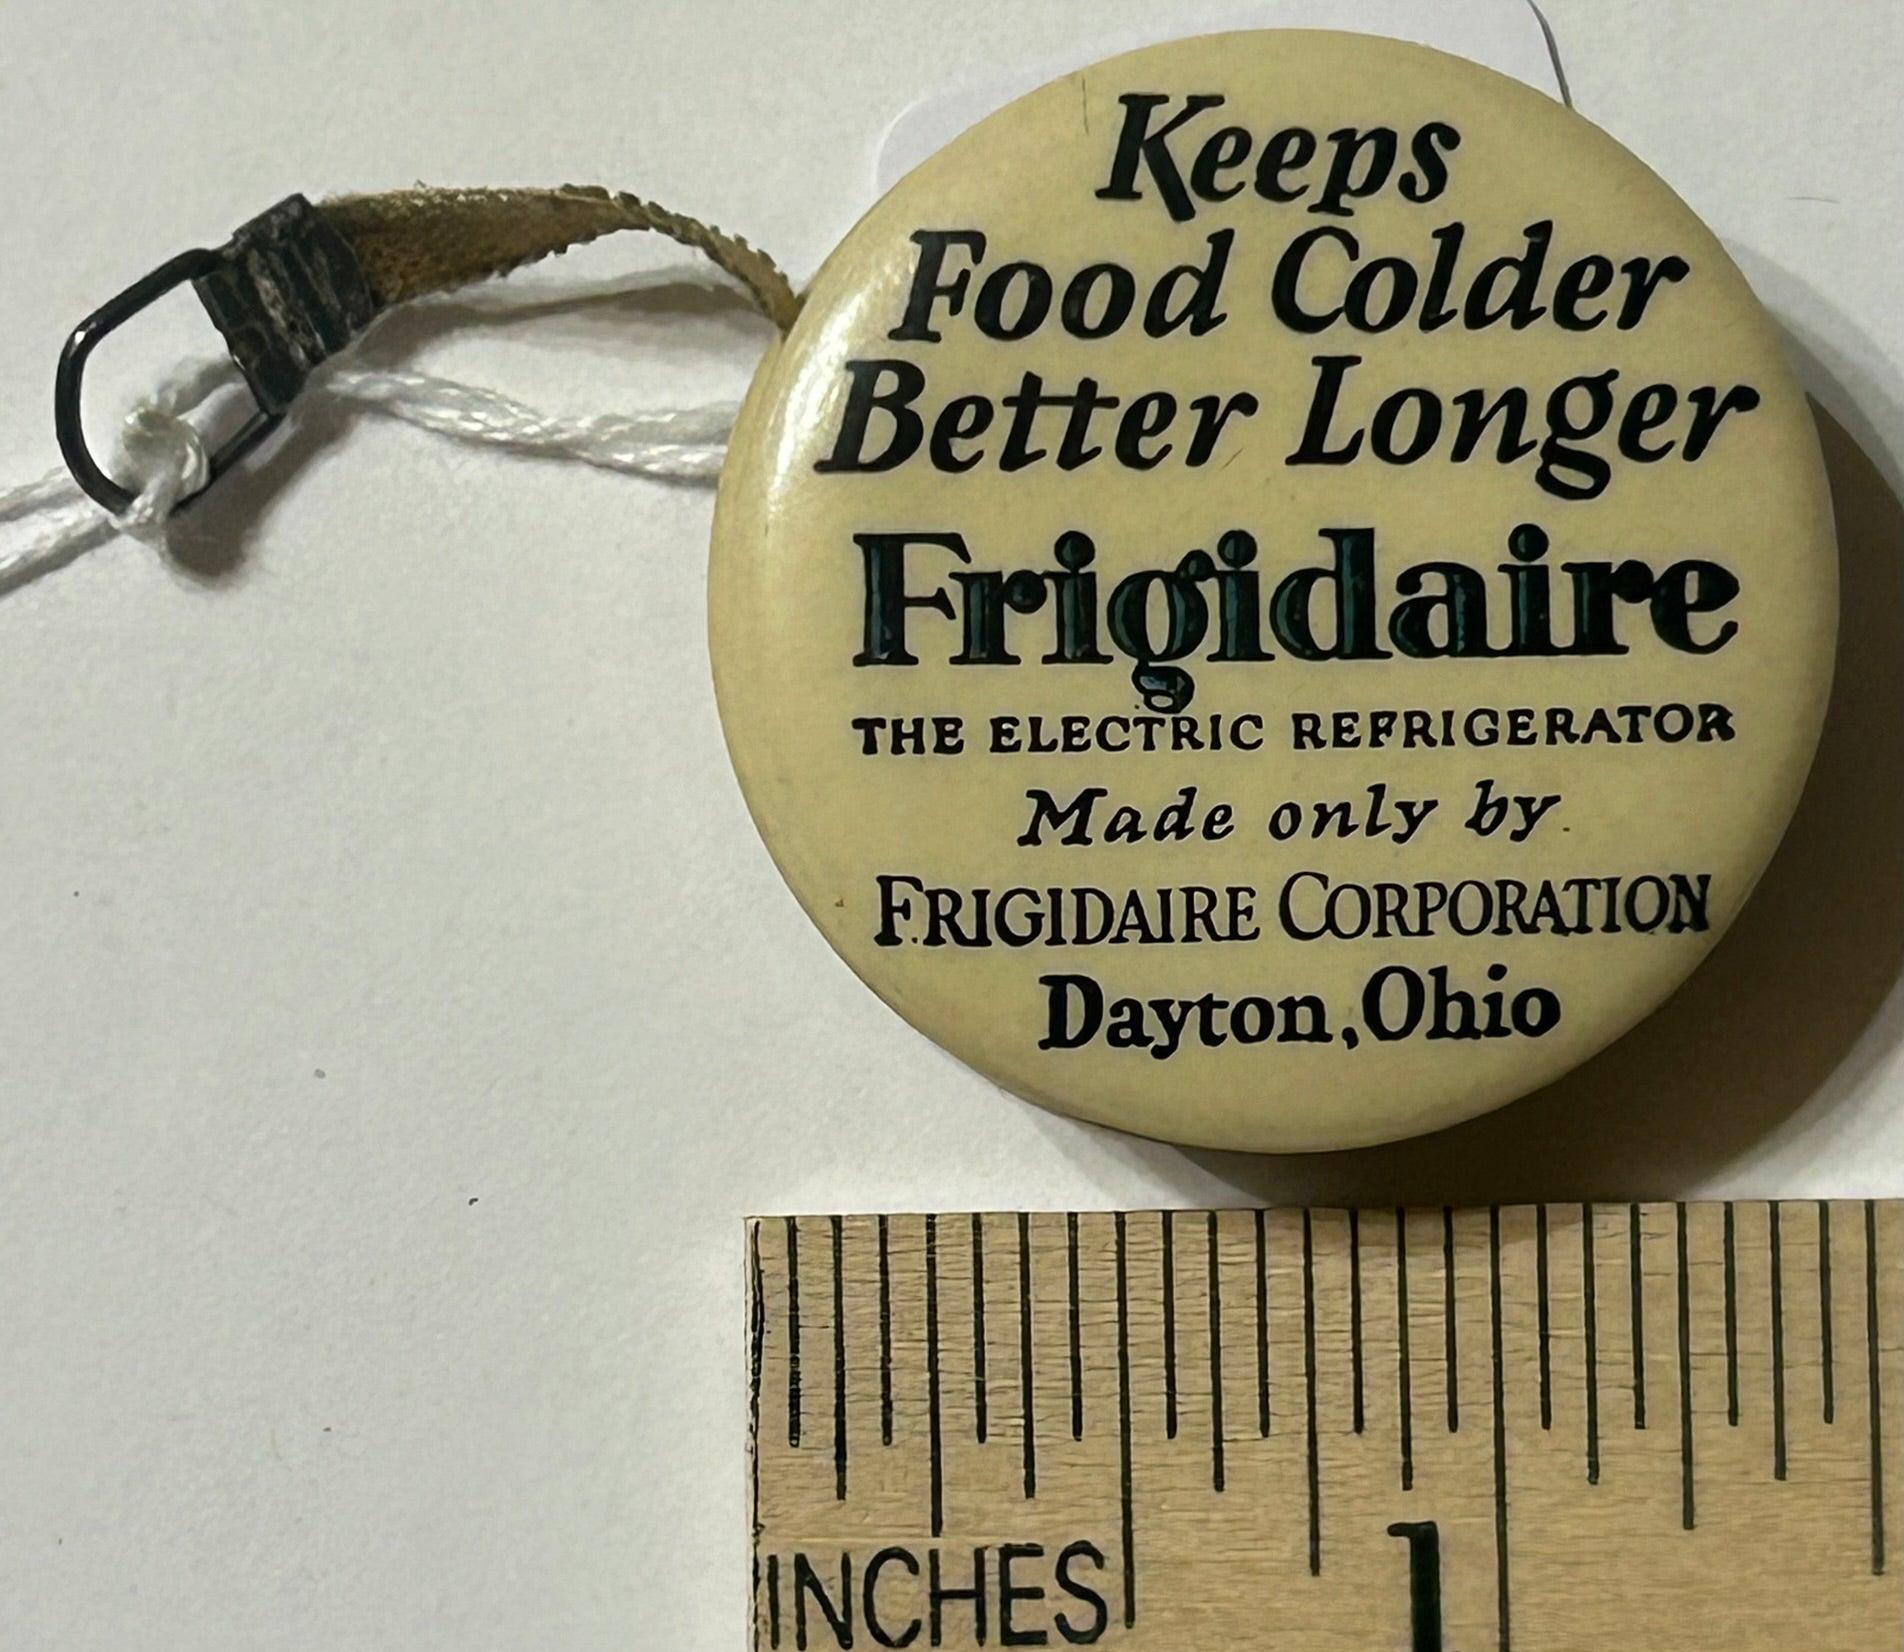 Keeps
Food Colder
Better Longer
Frigidaire
THE ELECTRIC REFRIGERATOR
Made only by
FRIGIDAIRE CORPORATION
Dayton, Ohio
INCHES
1